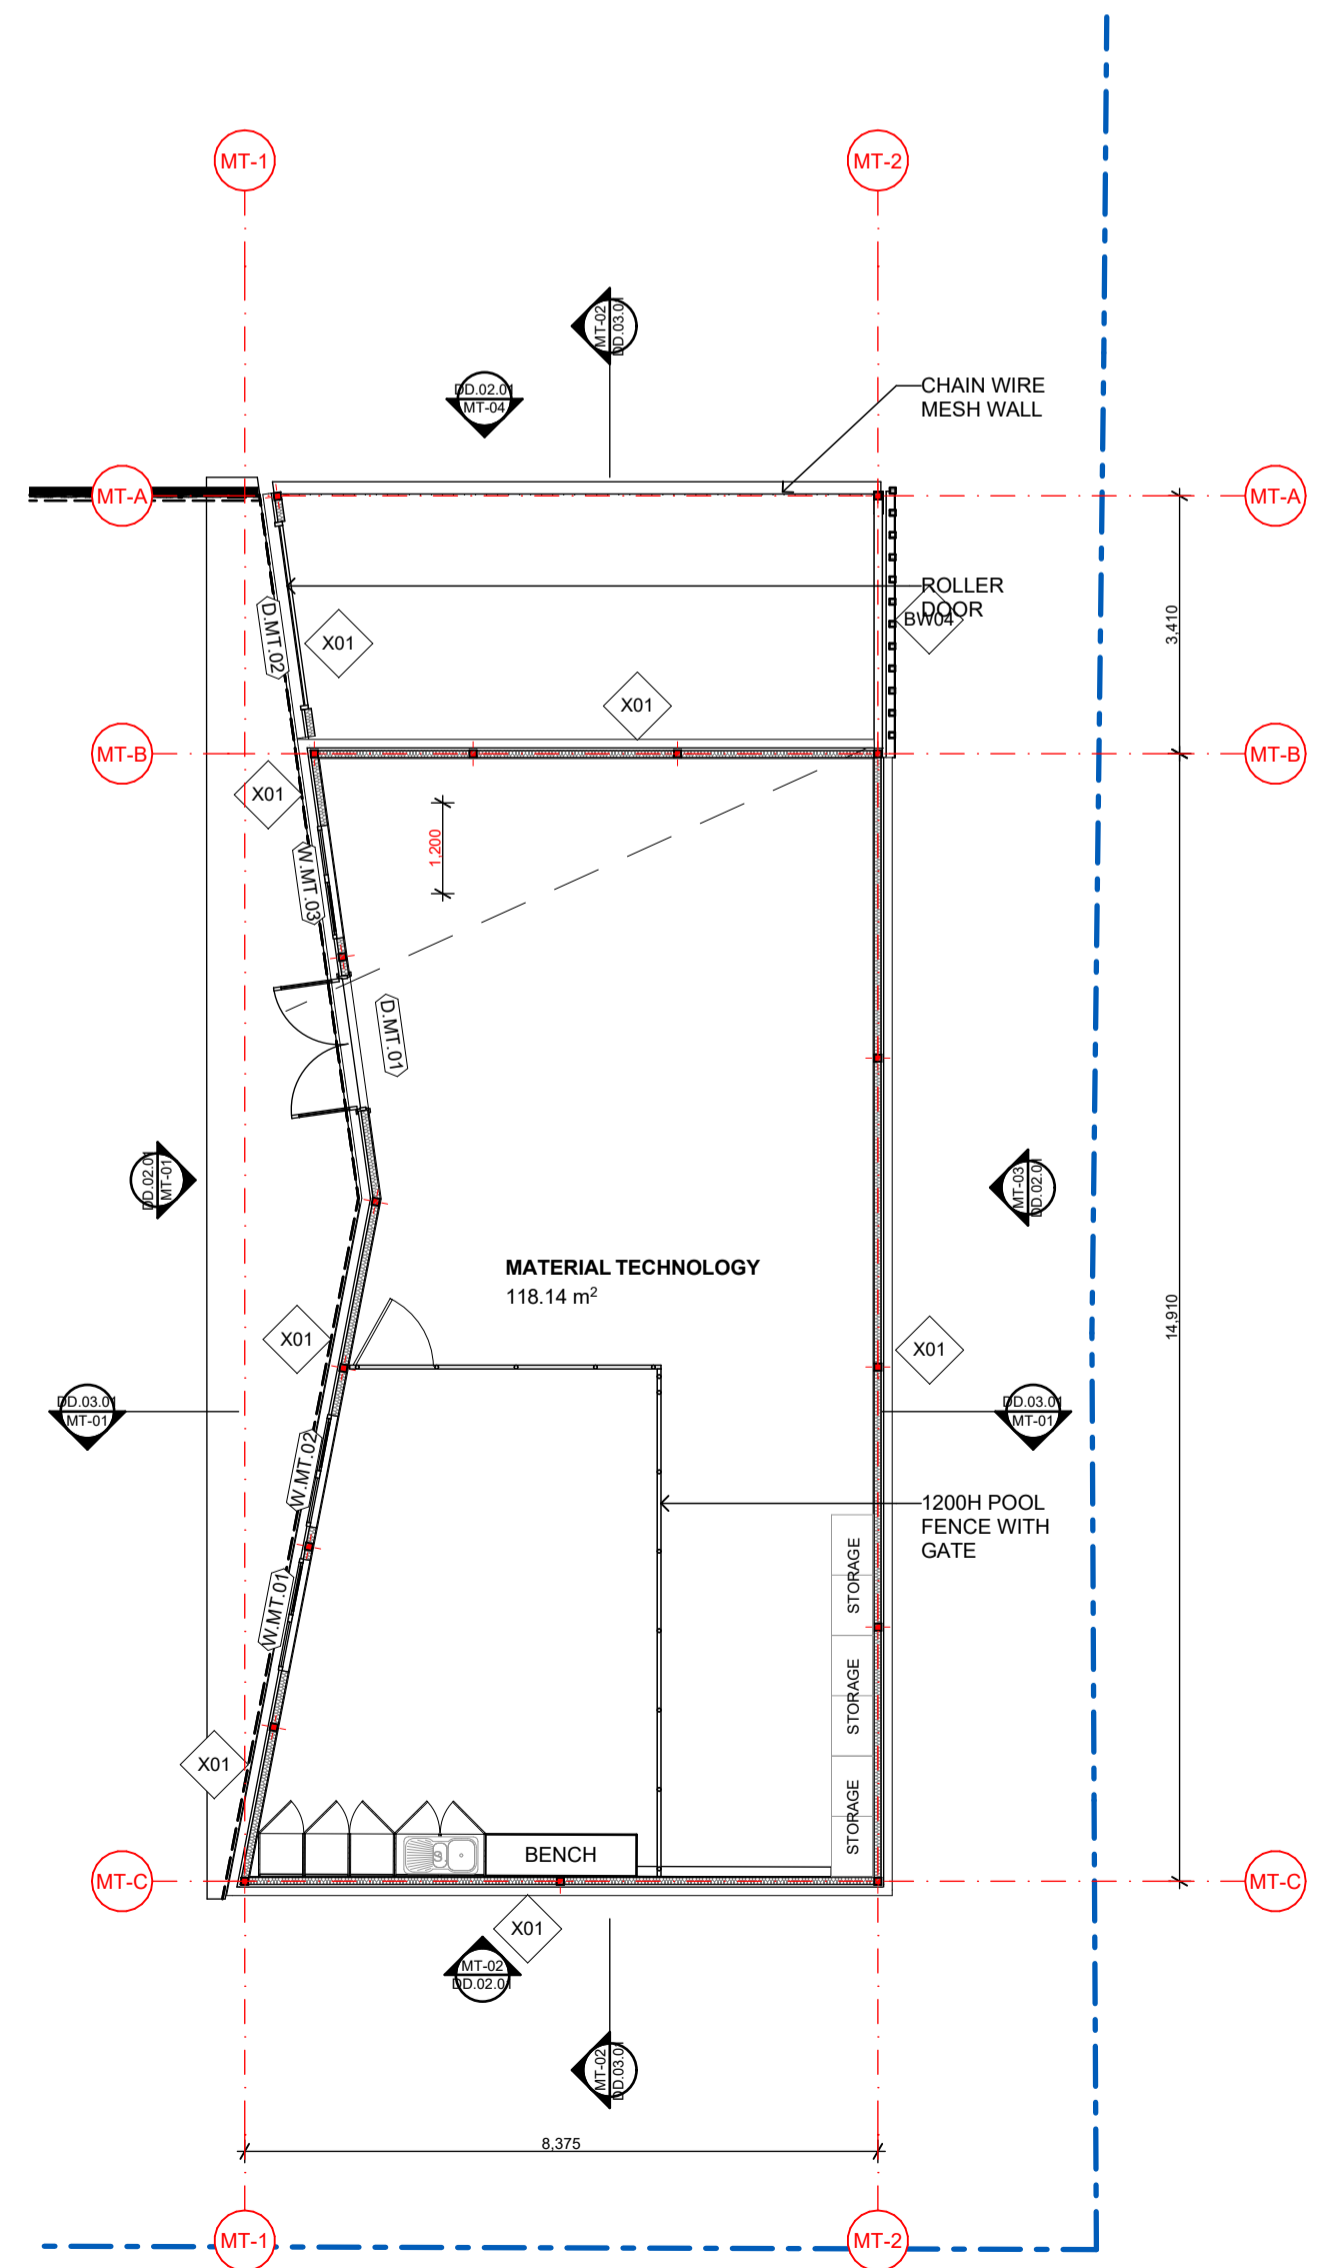 MT-1
MT-2
MT-02
DD.03.01
DD.02.01
MT-04
CHAIN WIRE
MESH WALL
MT-A
MT-A
ROLLER
DOOR
BW04
D.MT.02
X01
3,410
X01
MT-B
MT-B
X01
1,200
W.MT.03
D.MT.01
DD.02.01
MT-01
MT-03
DD.02.01
MATERIAL TECHNOLOGY
118.14 m²
14,910
X01
X01
DD.03.01
MT-01
DD.03.01
MT-01
W.MT.02
1200H POOL
FENCE WITH
GATE
STORAGE
W.MT.01
STORAGE
X01
STORAGE
BENCH
MT-C
MT-C
X01
MT-02
DD.02.01
MT-02
DD.03.01
8,375
MT-1
MT-2